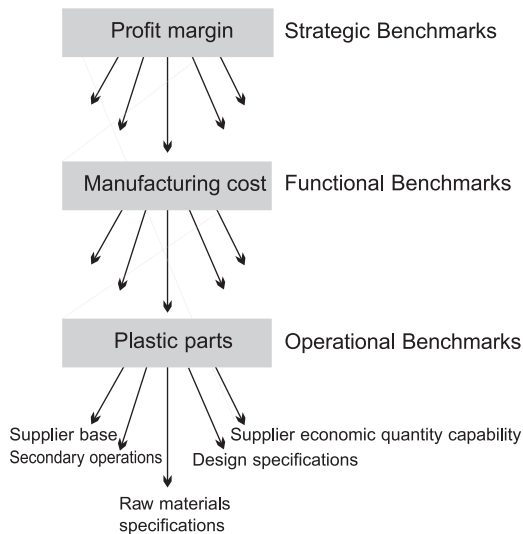 Profit margin
Strategic Benchmarks
Manufacturing cost
Functional Benchmarks
Plastic parts
Operational Benchmarks
Supplier base
Supplier economic quantity capability
Secondary operations
Design specifications
Raw materials
specifications